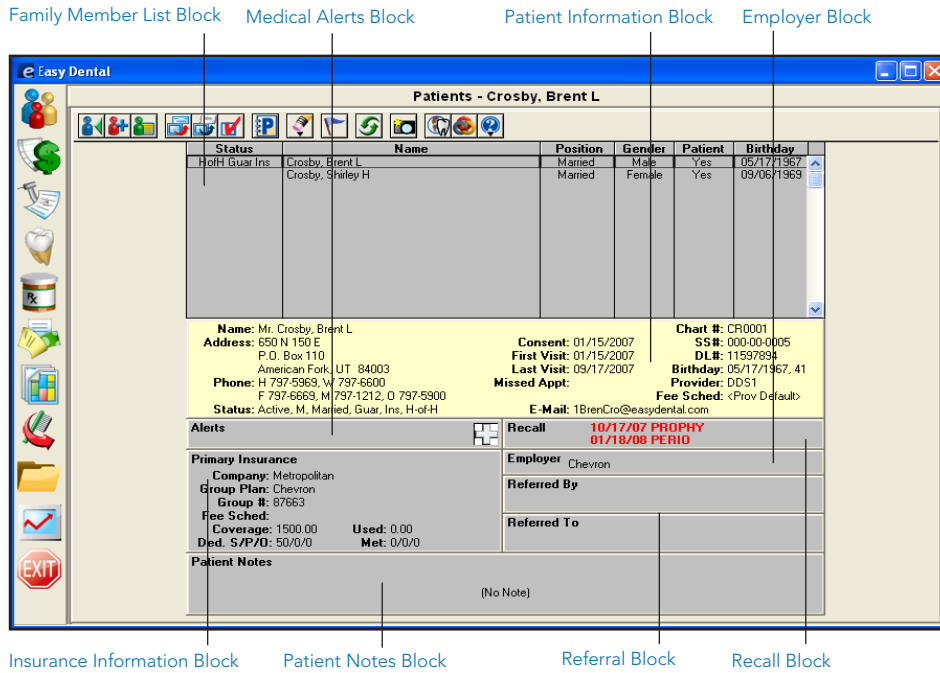 Family Member List Block Medical Alerts Block Patient Information Block Employer Block
e Easy Dental
Patients - Crosby, Brent L
P
Status Name Position Gender Patient Birthday
HofH Guar Ins Crosby, Brent L Married Male Yes 05/17/1967
Crosby, Shirley H Married Female Yes 09/06/1969
Rx
Name: Mr. Crosby, Brent L Chart #: CR0001
Address: 650 N 150 E Consent: 01/15/2007 SS#: 000-00-0005
P.O. Box 110 First Visit: 01/15/2007 DL#: 11597894
American Fork, UT 84003 Last Visit: 09/17/2007 Birthday: 05/17/1967, 41
Phone: H 797-5969, W 797-6600 Missed Appt: Provider: DDS1
F 797-6669, M 797-1212, O 797-5900 Fee Sched: <Prov Default>
Status: Active, M, Married, Guar, Ins, H-of-H E-Mail: 1BrenCro@easydental.com
Alerts Recall 10/17/07 PROPHY
01/18/08 PERIO
Primary Insurance Employer Chevron
Company: Metropolitan
Group Plan: Chevron Referred By
Group #: 87663
Fee Sched:
Coverage: 1500.00 Used: 0.00 Referred To
Ded. S/P/O: 50/0/0 Met: 0/0/0
Patient Notes
(No Note)
EXIT
Insurance Information Block Patient Notes Block Referral Block Recall Block